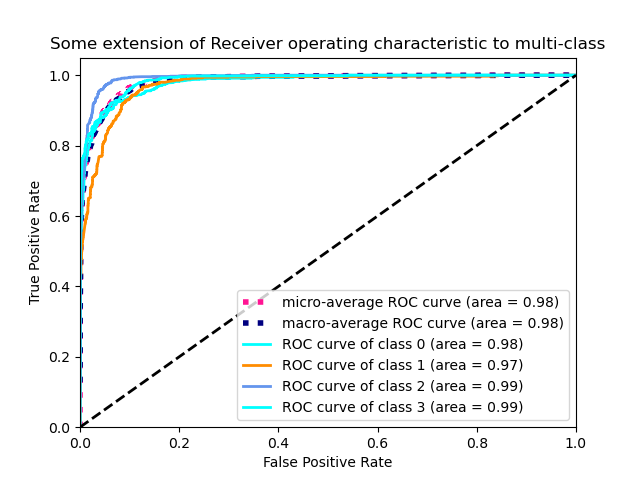 Some extension of Receiver operating characteristic to multi-class
1.0
0.8
0.6
0.4
0.2
0.0
True Positive Rate
micro-average ROC curve (area = 0.98)
macro-average ROC curve (area = 0.98)
ROC curve of class 0 (area = 0.98)
ROC curve of class 1 (area = 0.97)
ROC curve of class 2 (area = 0.99)
ROC curve of class 3 (area = 0.99)
0.0 0.2 0.4 0.6 0.8 1.0
False Positive Rate